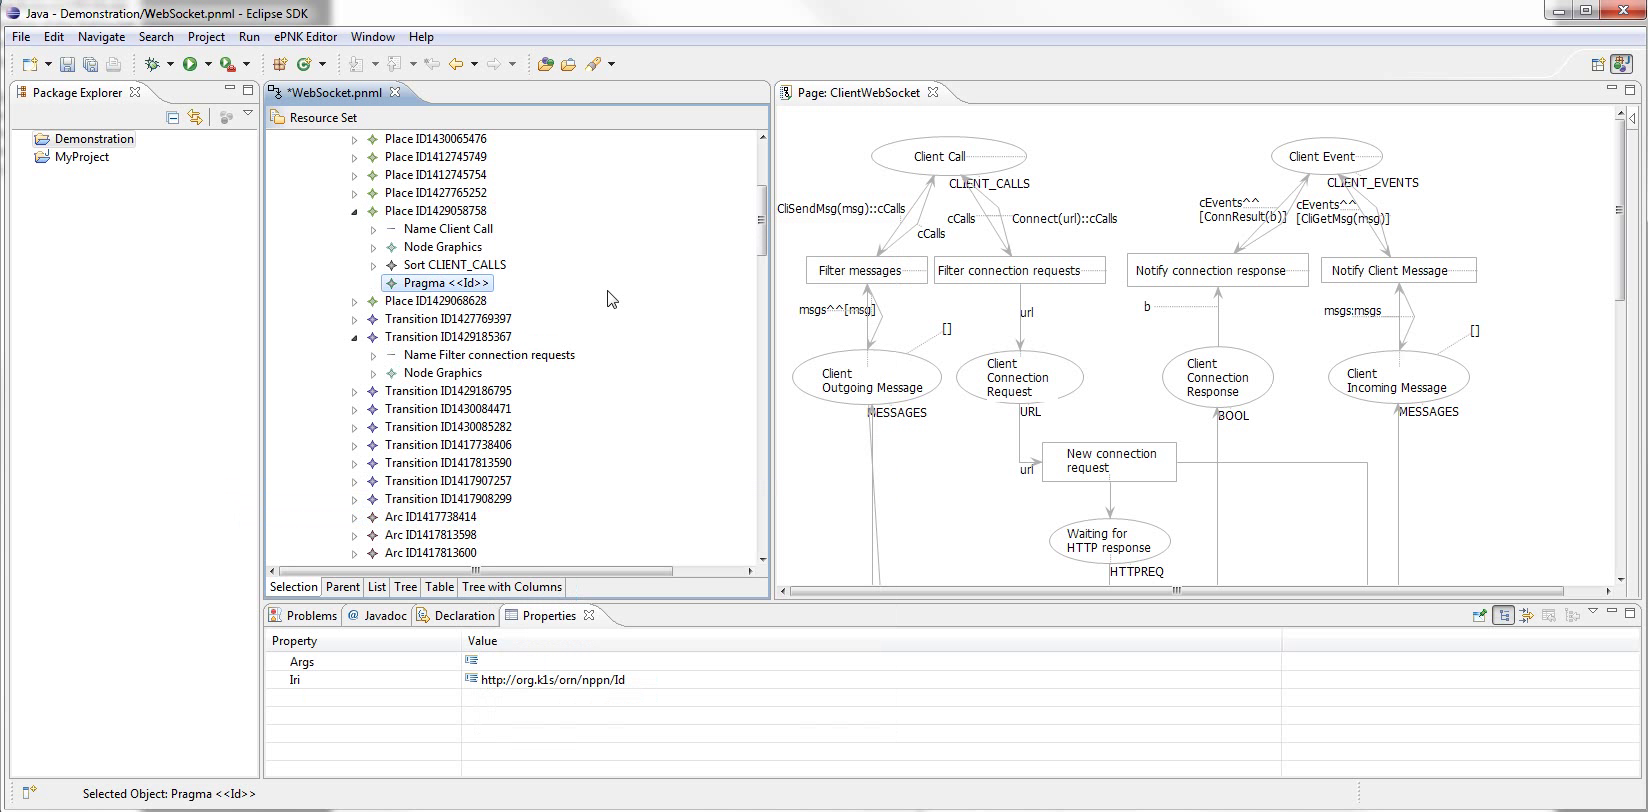 Java - Demonstration/WebSocket.pnml - Eclipse SDK
File Edit Navigate Search Project Run ePNK Editor Window Help
Package Explorer
Demonstration
MyProject
*WebSocket.pnml
Resource Set
Place ID1430065476
Place ID1412745749
Place ID1412745754
Place ID1427765252
Place ID1429058758
Name Client Call
Node Graphics
Sort CLIENT_CALLS
Pragma <<Id>>
Place ID1429068628
Transition ID1427769397
Transition ID1429185367
Name Filter connection requests
Node Graphics
Transition ID1429186795
Transition ID1430084471
Transition ID1430085282
Transition ID1417738406
Transition ID1417813590
Transition ID1417907257
Transition ID1417908299
Arc ID1417738414
Arc ID1417813598
Arc ID1417813600
Selection Parent List Tree Table Tree with Columns
Page: ClientWebSocket
Client Call
Client Event
CLIENT_CALLS
CLIENT_EVENTS
CliSendMsg(msg)::cCalls
cCalls
cCalls
Connect(url)::cCalls
cEvents^^
[ConnResult(b)]
cEvents^^
[CliGetMsg(msg)]
Filter messages
Filter connection requests
Notify connection response
Notify Client Message
msgs^^[msg]
[]
url
b
msgs:msgs
[]
Client
Outgoing Message
MESSAGES
Client
Connection
Request
URL
Client
Connection
Response
BOOL
Client
Incoming Message
MESSAGES
url
New connection
request
Waiting for
HTTP response
HTTPREQ
Problems @ Javadoc Declaration Properties
Property Value
Args
Iri http://org.k1s/orn/nppn/Id
Selected Object: Pragma <<Id>>